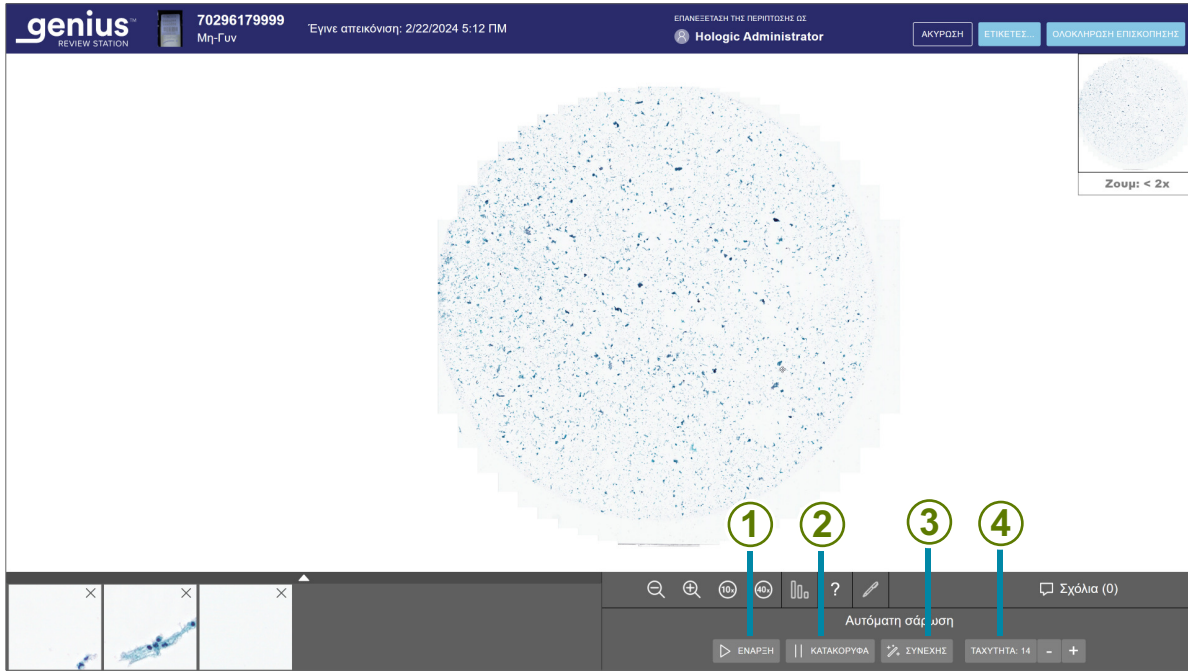 genius™
REVIEW STATION
70296179999
Μη-Γυν
Έγινε απεικόνιση: 2/22/2024 5:12 ΠΜ
ΕΠΑΝΕΞΕΤΑΣΗ ΤΗΣ ΠΕΡΙΠΤΩΣΗΣ ΩΣ
Hologic Administrator
ΑΚΥΡΩΣΗ
ΕΤΙΚΕΤΕΣ...
ΟΛΟΚΛΗΡΩΣΗ ΕΠΙΣΚΟΠΗΣΗΣ
Ζουμ: < 2x
1
2
3
4
10x
40x
?
Σχόλια (0)
Αυτόματη σάρωση
ΕΝΑΡΞΗ
ΚΑΤΑΚΟΡΥΦΑ
ΣΥΝΕΧΗΣ
ΤΑΧΥΤΗΤΑ: 14
-
+